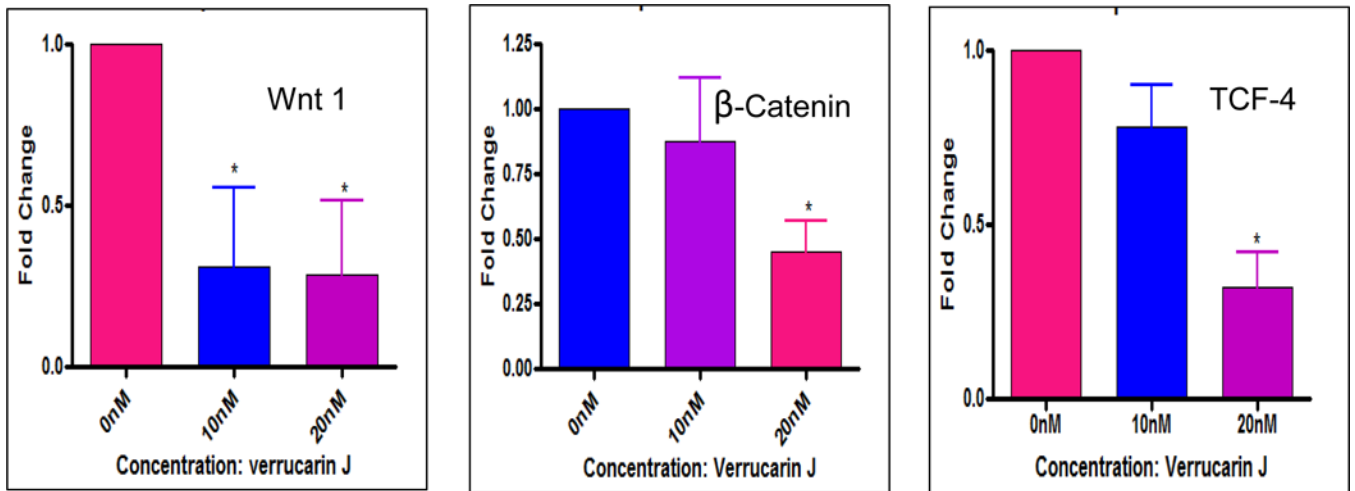 Wnt 1
Fold Change
1.0
0.5
0.0
*
*
0nM
10nM
20nM
Concentration: verrucarin J
β-Catenin
Fold Change
1.25
1.00
0.75
0.50
0.25
0.00
*
0nM
10nM
20nM
Concentration: Verrucarin J
TCF-4
Fold Change
1.0
0.5
0.0
*
0nM
10nM
20nM
Concentration: Verrucarin J